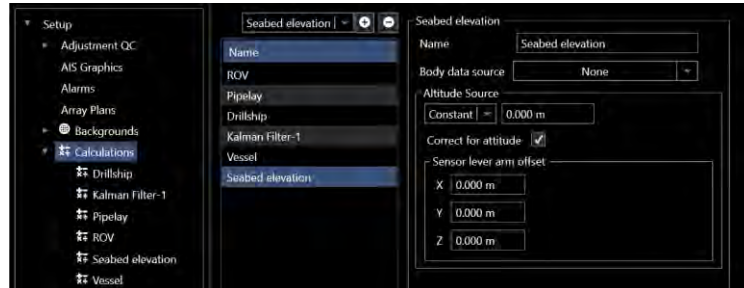 Setup
Adjustment QC
AIS Graphics
Alarms
Array Plans
Backgrounds
Calculations
Drillship
Kalman Filter-1
Pipelay
ROV
Seabed elevation
Vessel
Seabed elevation
Name
ROV
Pipelay
Drillship
Kalman Filter-1
Vessel
Seabed elevation
Seabed elevation
Name Seabed elevation
Body data source None
Altitude Source
Constant 0.000 m
Correct for attitude
Sensor lever arm offset
X 0.000 m
Y 0.000 m
Z 0.000 m